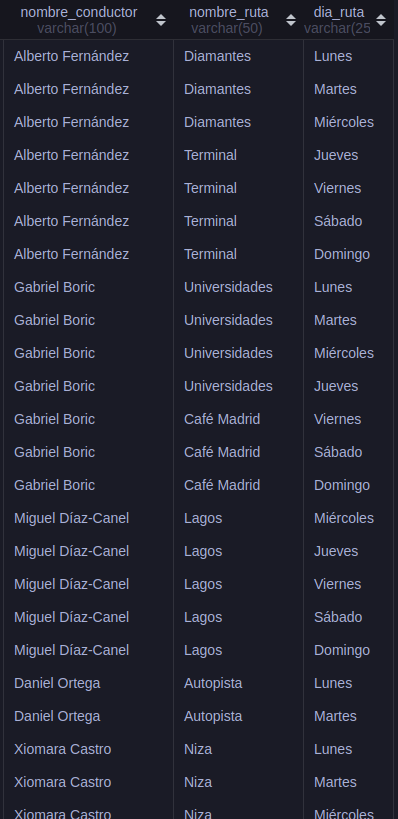 nombre_conductor nombre_ruta dia_ruta
varchar(100) varchar(50) varchar(25
Alberto Fernández Diamantes Lunes
Alberto Fernández Diamantes Martes
Alberto Fernández Diamantes Miércoles
Alberto Fernández Terminal Jueves
Alberto Fernández Terminal Viernes
Alberto Fernández Terminal Sábado
Alberto Fernández Terminal Domingo
Gabriel Boric Universidades Lunes
Gabriel Boric Universidades Martes
Gabriel Boric Universidades Miércoles
Gabriel Boric Universidades Jueves
Gabriel Boric Café Madrid Viernes
Gabriel Boric Café Madrid Sábado
Gabriel Boric Café Madrid Domingo
Miguel Díaz-Canel Lagos Miércoles
Miguel Díaz-Canel Lagos Jueves
Miguel Díaz-Canel Lagos Viernes
Miguel Díaz-Canel Lagos Sábado
Miguel Díaz-Canel Lagos Domingo
Daniel Ortega Autopista Lunes
Daniel Ortega Autopista Martes
Xiomara Castro Niza Lunes
Xiomara Castro Niza Martes
Xiomara Castro Niza Miércoles